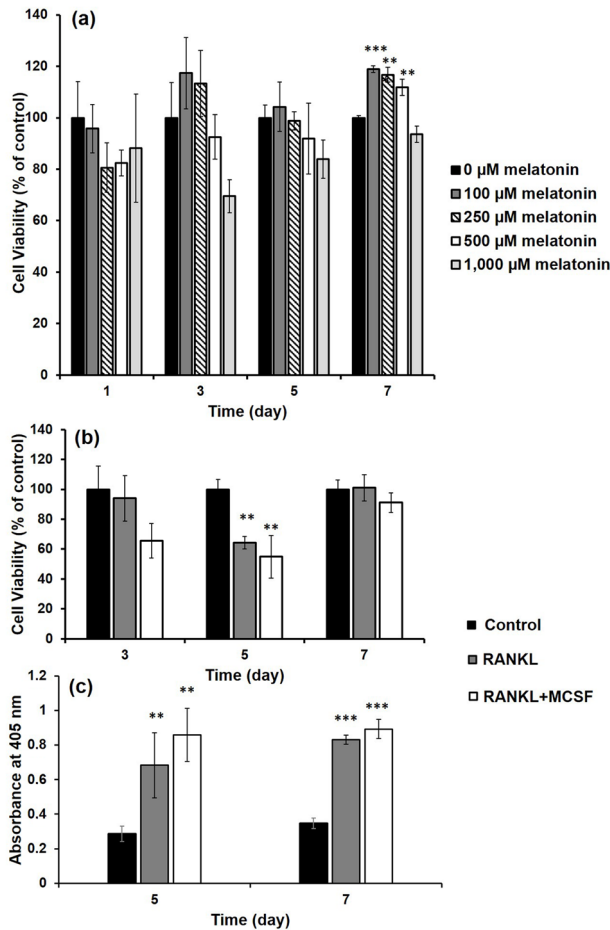 (a)
Cell Viability (% of control)
140
120
100
80
60
40
20
0
***
**
**
1
3
5
7
Time (day)
0 µM melatonin
100 µM melatonin
250 µM melatonin
500 µM melatonin
1,000 µM melatonin
(b)
Cell Viability (% of control)
140
120
100
80
60
40
20
0
**
**
3
5
7
Time (day)
Control
RANKL
RANKL+MCSF
(c)
Absorbance at 405 nm
1.2
1
0.8
0.6
0.4
0.2
0
**
**
***
***
5
7
Time (day)